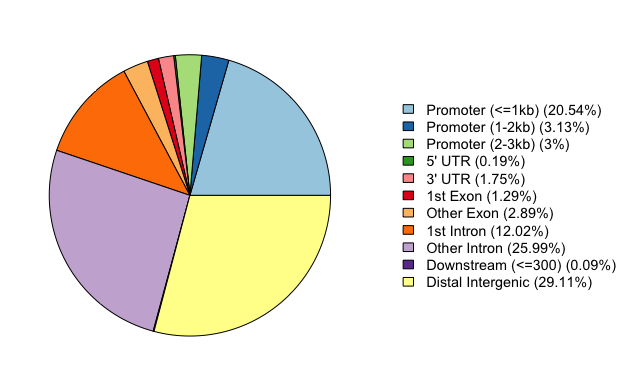 Promoter (<=1kb) (20.54%)
Promoter (1-2kb) (3.13%)
Promoter (2-3kb) (3%)
5' UTR (0.19%)
3' UTR (1.75%)
1st Exon (1.29%)
Other Exon (2.89%)
1st Intron (12.02%)
Other Intron (25.99%)
Downstream (<=300) (0.09%)
Distal Intergenic (29.11%)